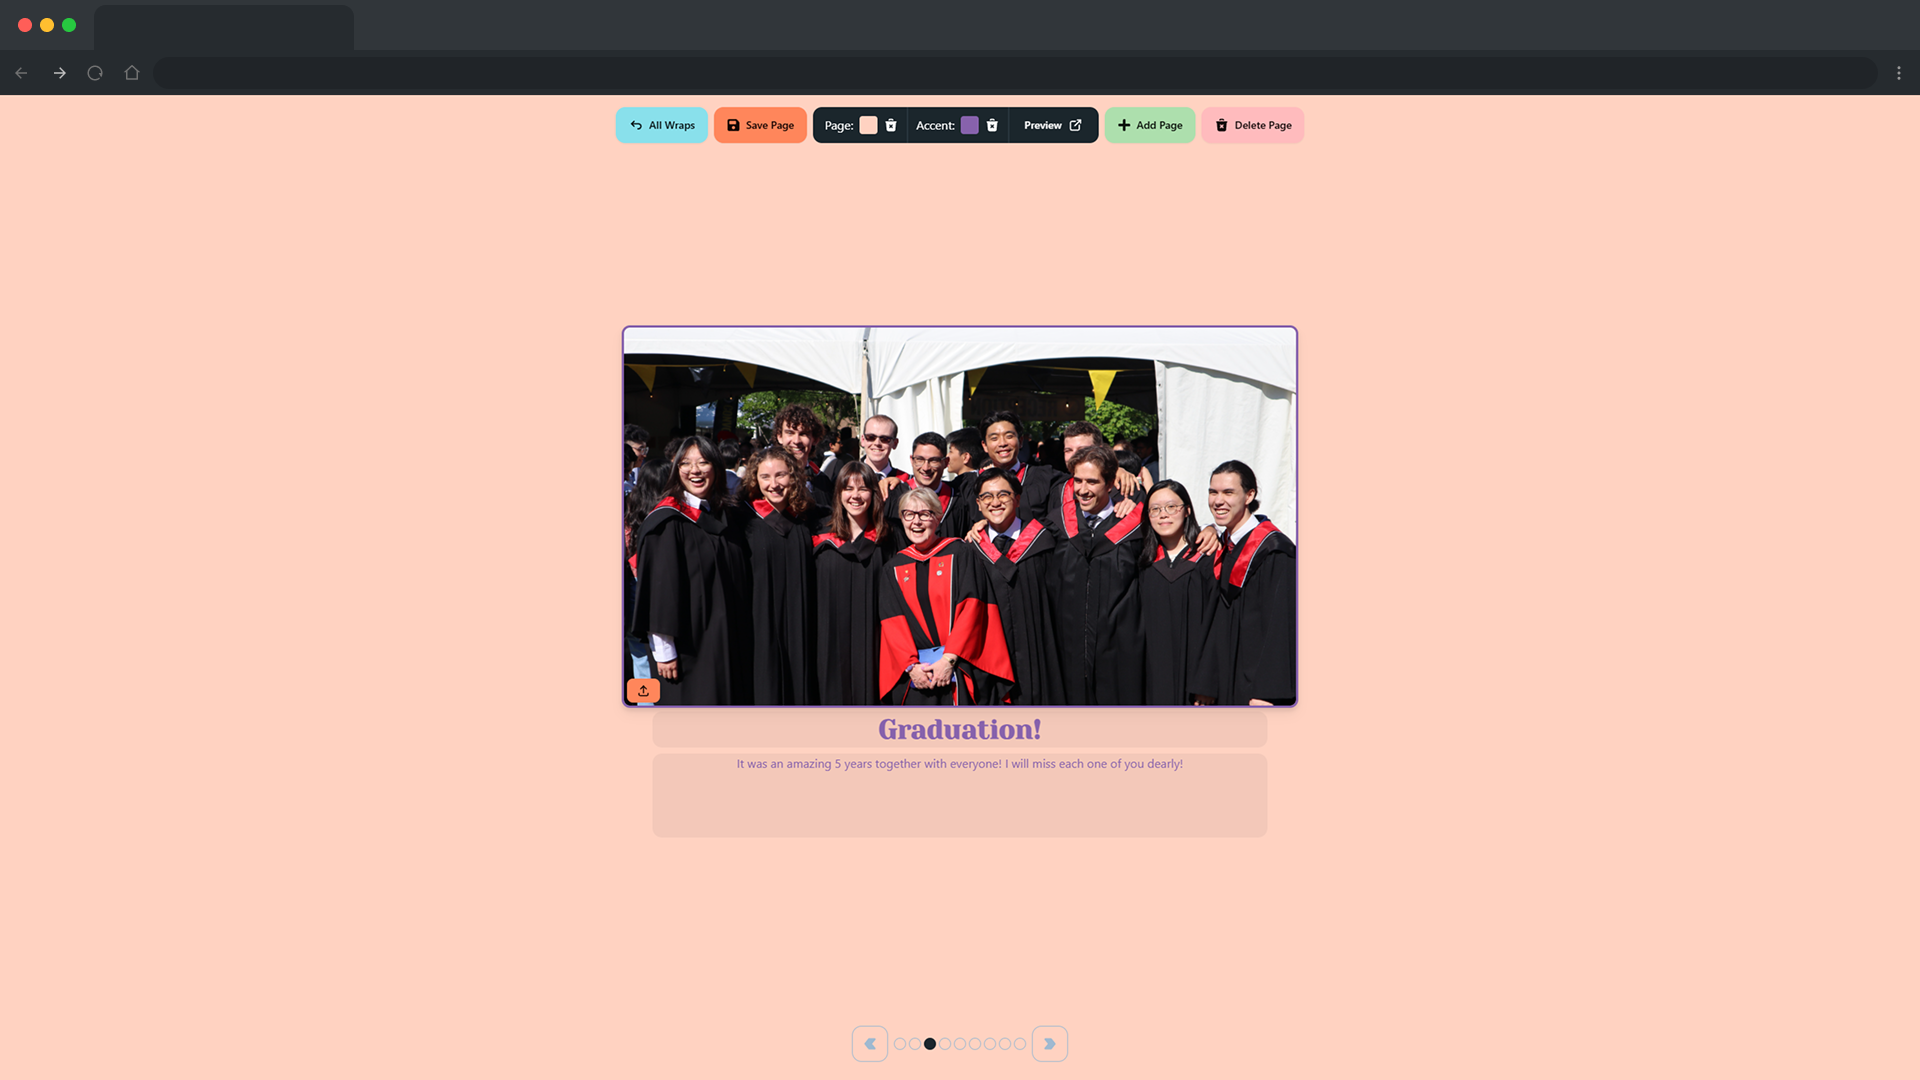 All Wraps
Save Page
Page:
Accent:
Preview
Add Page
Delete Page
Graduation!
It was an amazing 5 years together with everyone! I will miss each one of you dearly!